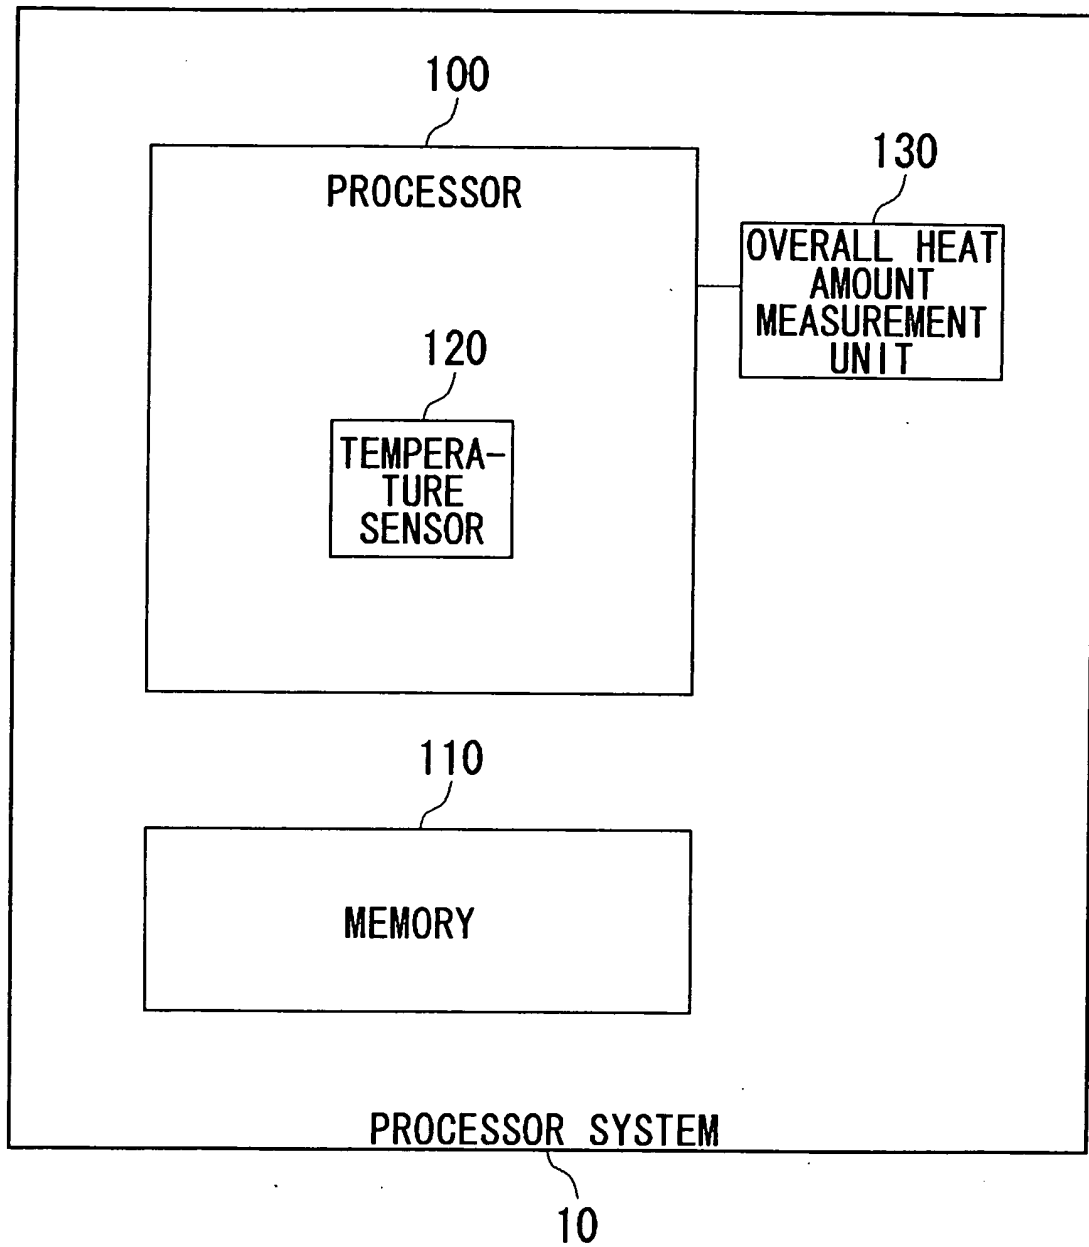 100
PROCESSOR
130
OVERALL HEAT
AMOUNT
MEASUREMENT
UNIT
120
TEMPERA-
TURE
SENSOR
110
MEMORY
PROCESSOR SYSTEM
10